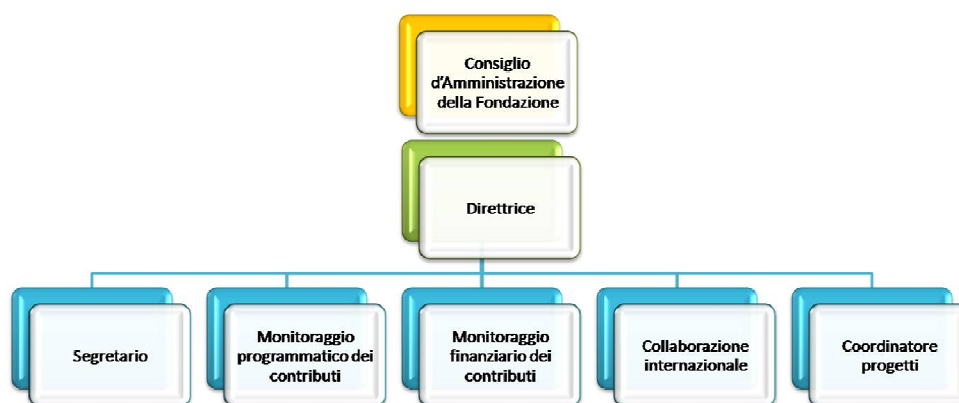 Consiglio
d'Amministrazione
della Fondazione
Direttrice
Segretario
Monitoraggio
programmatico dei
contributi
Monitoraggio
finanziario dei
contributi
Collaborazione
internazionale
Coordinatore
progetti